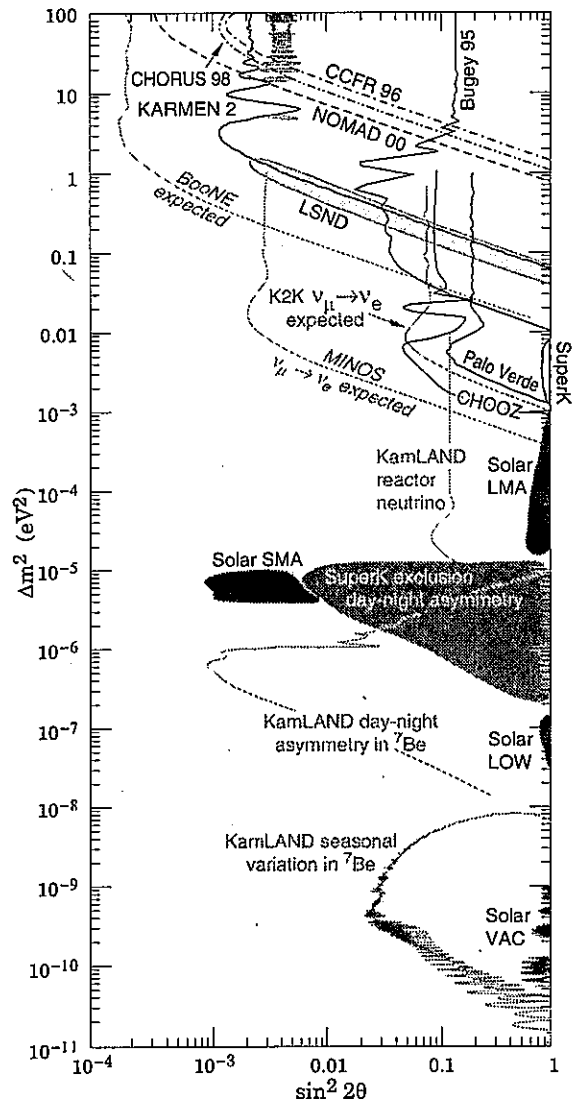 100
10
1
0.1
0.01
10⁻³
10⁻⁴
10⁻⁵
10⁻⁶
10⁻⁷
10⁻⁸
10⁻⁹
10⁻¹⁰
10⁻¹¹
Δm² (eV²)
CHORUS 98
KARMEN 2
CCFR 96
NOMAD 00
Bugey 95
BooNE
expected
LSND
K2K νμ→νe
expected
MINOS
νμ → νe expected
Palo Verde
CHOOZ
SuperK
KamLAND
reactor
neutrino
Solar
LMA
Solar SMA
SuperK exclusion
day-night asymmetry
KamLAND day-night
asymmetry in ⁷Be
Solar
LOW
KamLAND seasonal
variation in ⁷Be
Solar
VAC
10⁻⁴
10⁻³
0.01
0.1
1
sin² 2θ